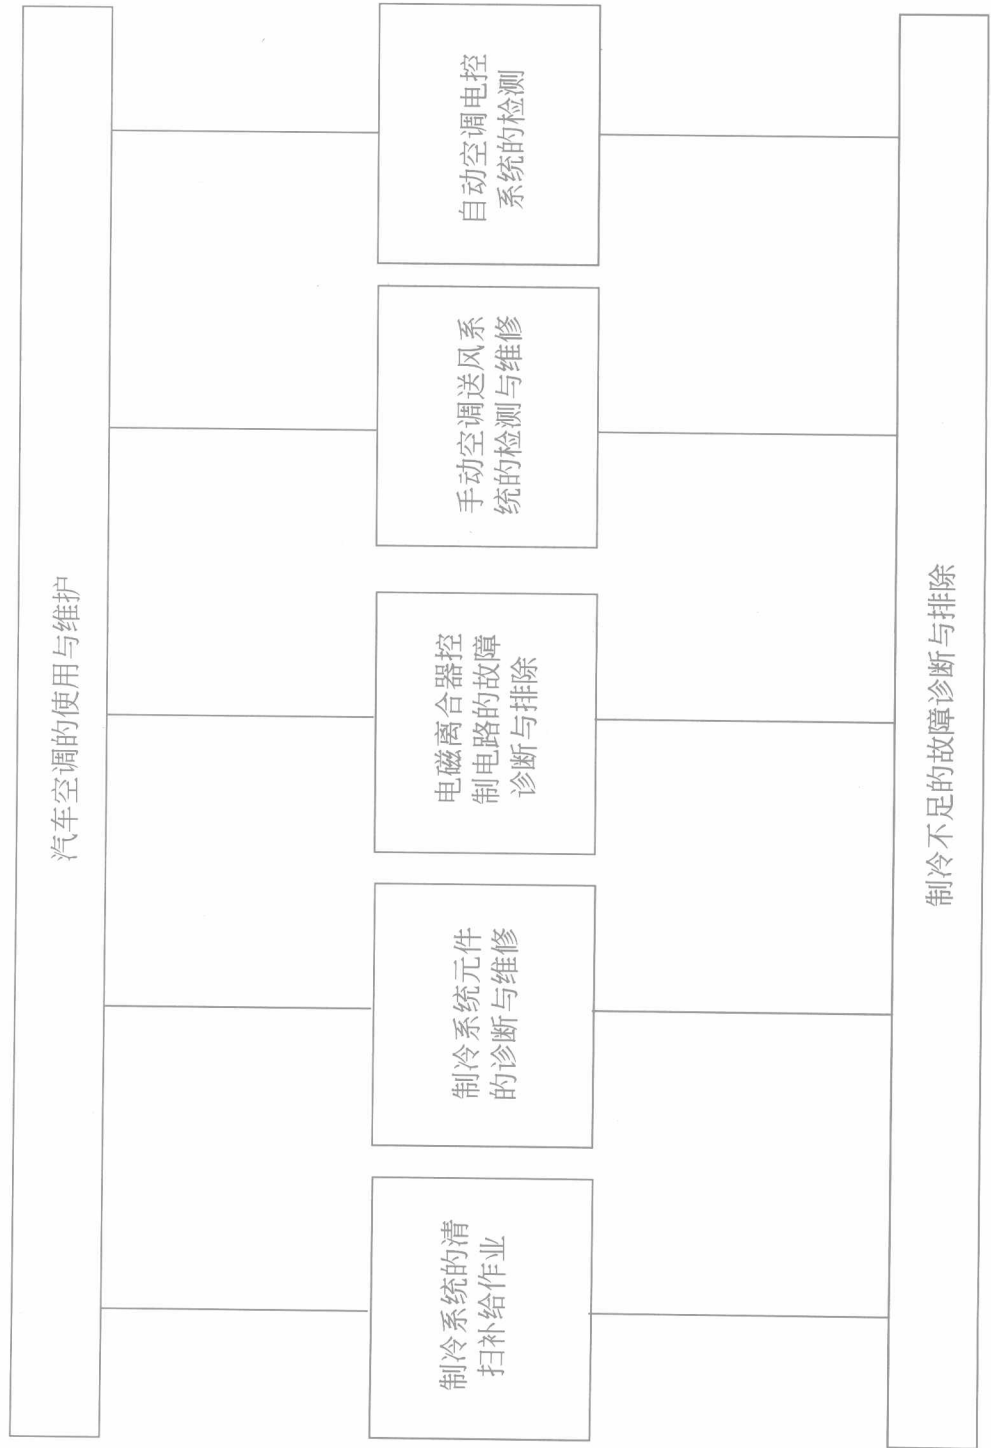 汽车空调的使用与维护
制冷系统的清
扫补给作业
制冷系统元件
的诊断与维修
电磁离合器控
制电路的故障
诊断与排除
手动空调送风系
统的检测与维修
自动空调电控
系统的检测
制冷不足的故障诊断与排除